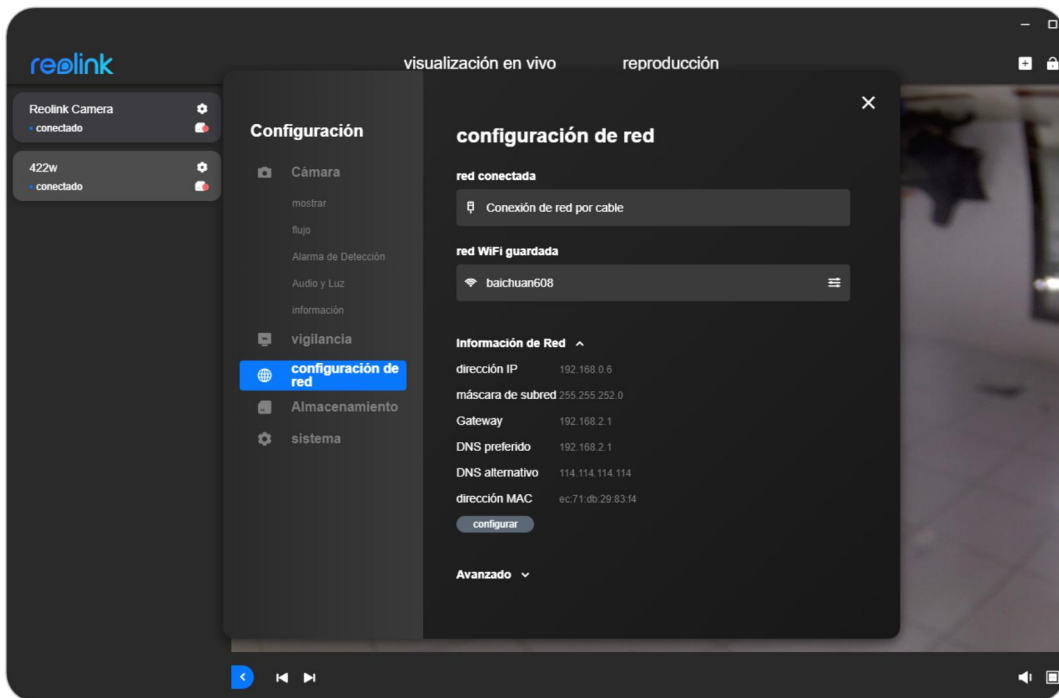 reolink
visualización en vivo
reproducción
Reolink Camera
conectado
422w
conectado
Configuración
Cámara
mostrar
flujo
Alarma de Detección
Audio y Luz
información
vigilancia
configuración de
red
Almacenamiento
sistema
configuración de red
red conectada
Conexión de red por cable
red WiFi guardada
baichuan608
Información de Red
dirección IP 192.168.0.6
máscara de subred 255.255.252.0
Gateway 192.168.2.1
DNS preferido 192.168.2.1
DNS alternativo 114.114.114.114
dirección MAC ec:71:db:29:83:f4
configurar
Avanzado